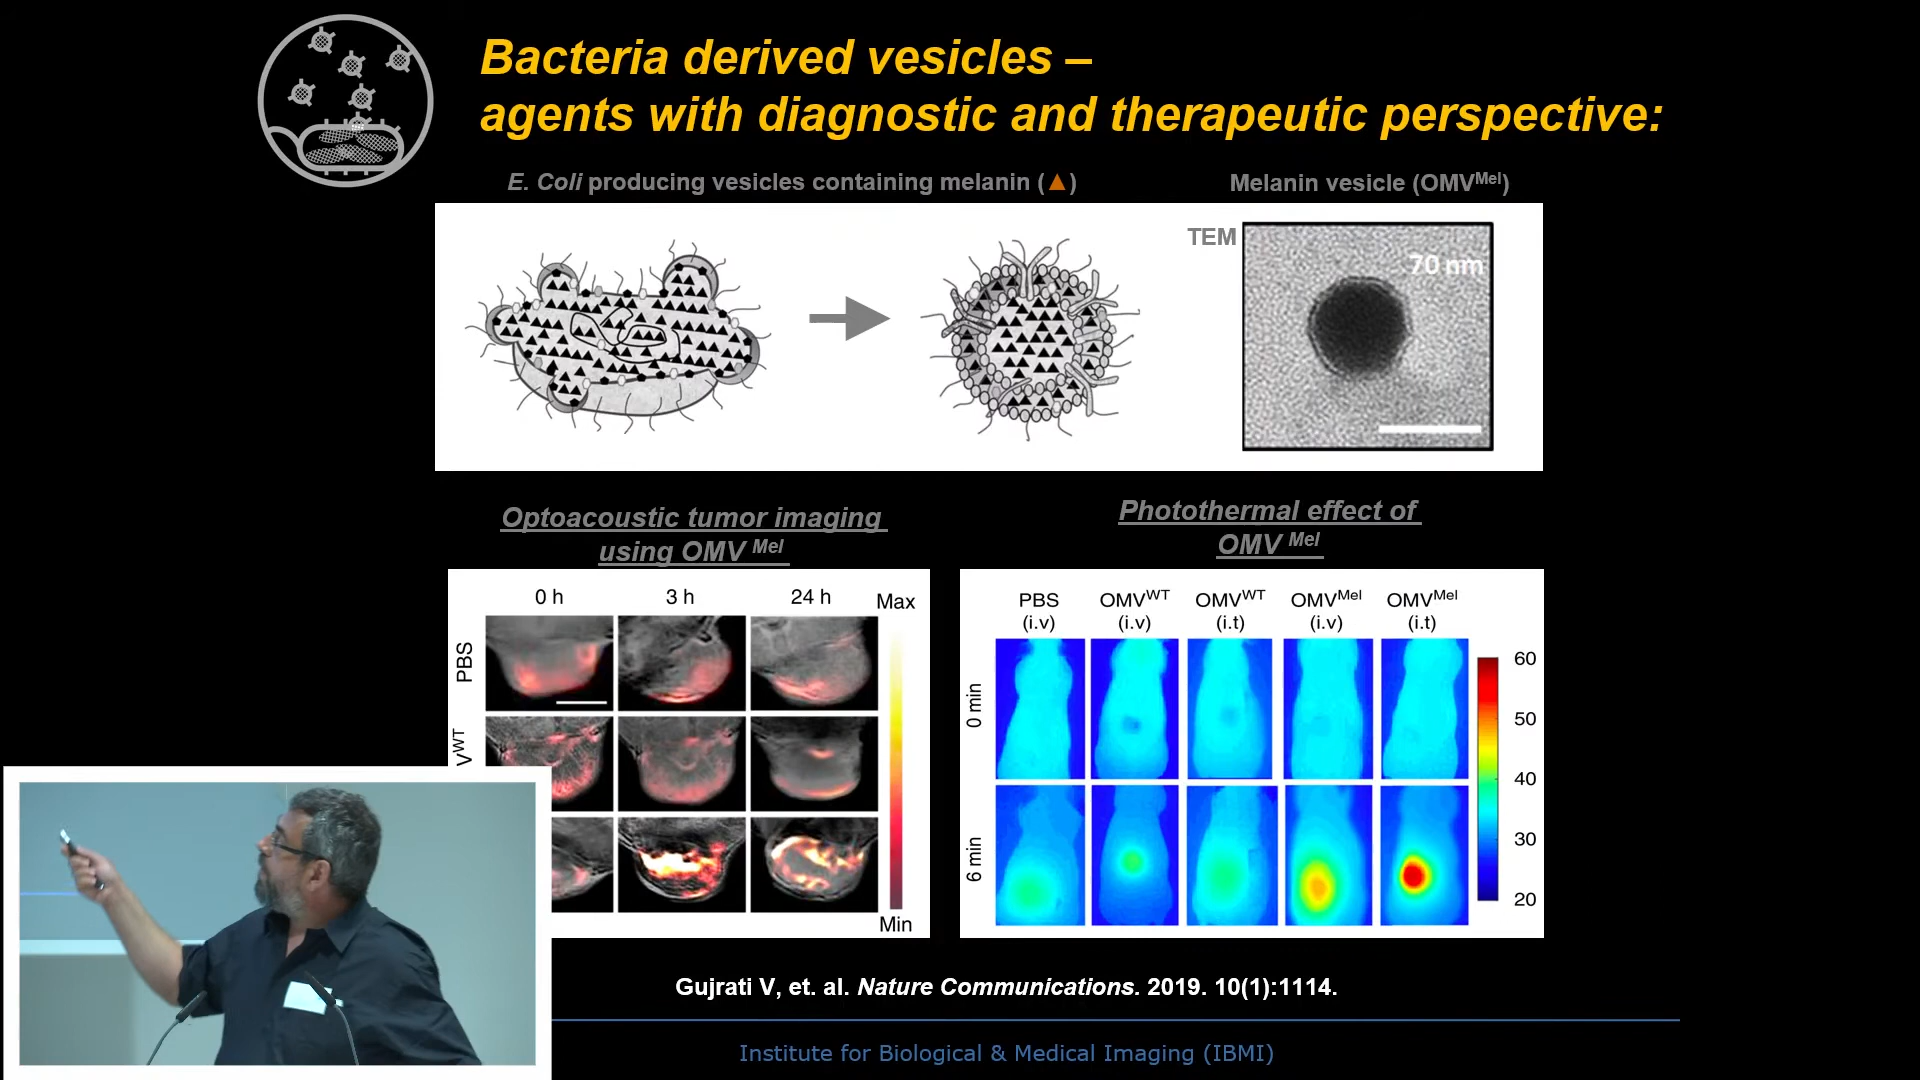 Bacteria derived vesicles –
agents with diagnostic and therapeutic perspective:
E. Coli producing vesicles containing melanin (▲)
Melanin vesicle (OMVMel)
TEM
70 nm
Optoacoustic tumor imaging
using OMV Mel
Photothermal effect of
OMV Mel
0 h 3 h 24 h Max
PBS
VWT
Min
PBS OMVWT OMVWT OMVMel OMVMel
(i.v) (i.v) (i.t) (i.v) (i.t)
0 min
6 min
60
50
40
30
20
Gujrati V, et. al. Nature Communications. 2019. 10(1):1114.
Institute for Biological & Medical Imaging (IBMI)